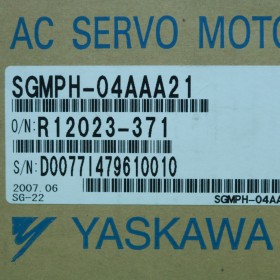 AC SERVO MOTO
SGMPH-04AAA21
O/N: R12023-371
S/N: D0077I479610010
2007.06
SG-22
SGMPH-04AA
YASKAWA